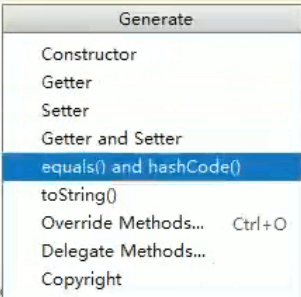 Generate
Constructor
Getter
Setter
Getter and Setter
equals() and hashCode()
toString()
Override Methods... Ctrl+O
Delegate Methods...
Copyright